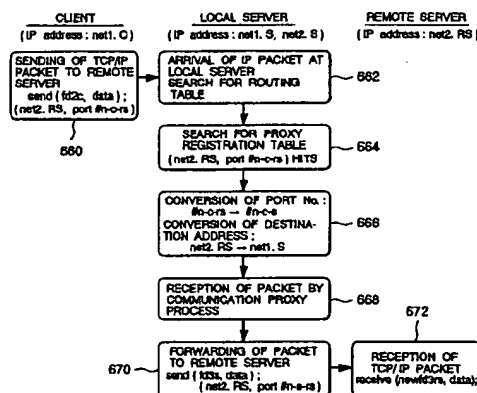 CLIENT
(IP address : net1. C)
LOCAL SERVER
(IP address : net1. S, net2. S)
REMOTE SERVER
(IP address : net2. RS)
SENDING OF TCP/IP
PACKET TO REMOTE
SERVER
send (fd2c, data) ;
(net2. RS, port #n-c-rs)
660
ARRIVAL OF IP PACKET AT
LOCAL SERVER
SEARCH FOR ROUTING
TABLE
662
SEARCH FOR PROXY
REGISTRATION TABLE
(net2. RS, port #n-c-rs) HITS
664
CONVERSION OF PORT No. :
#n-c-rs → #n-c-s
CONVERSION OF DESTINATION
ADDRESS ;
net2. RS → net1. S
666
RECEPTION OF PACKET BY
COMMUNICATION PROXY
PROCESS
668
670
FORWARDING OF PACKET
TO REMOTE SERVER
send (fd3s, data) ;
(net2. RS, port #n-s-rs)
672
RECEPTION OF
TCP/IP PACKET
receive (newfd3rs, data);